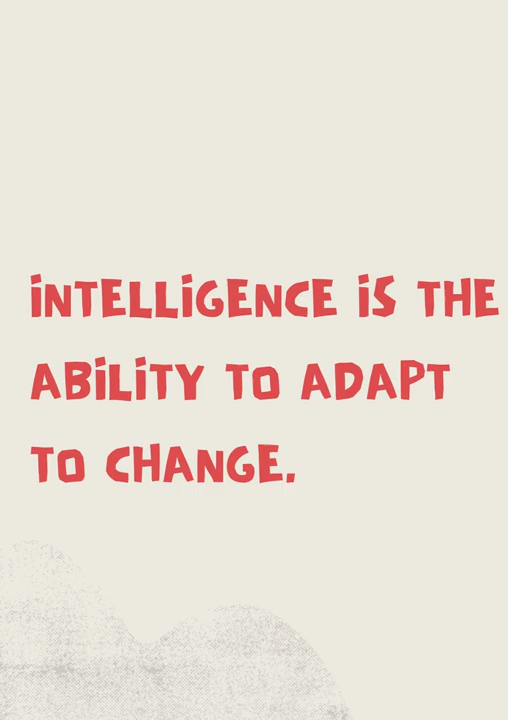 INTELLIGENCE IS THE
ABILITY TO ADAPT
TO CHANGE.